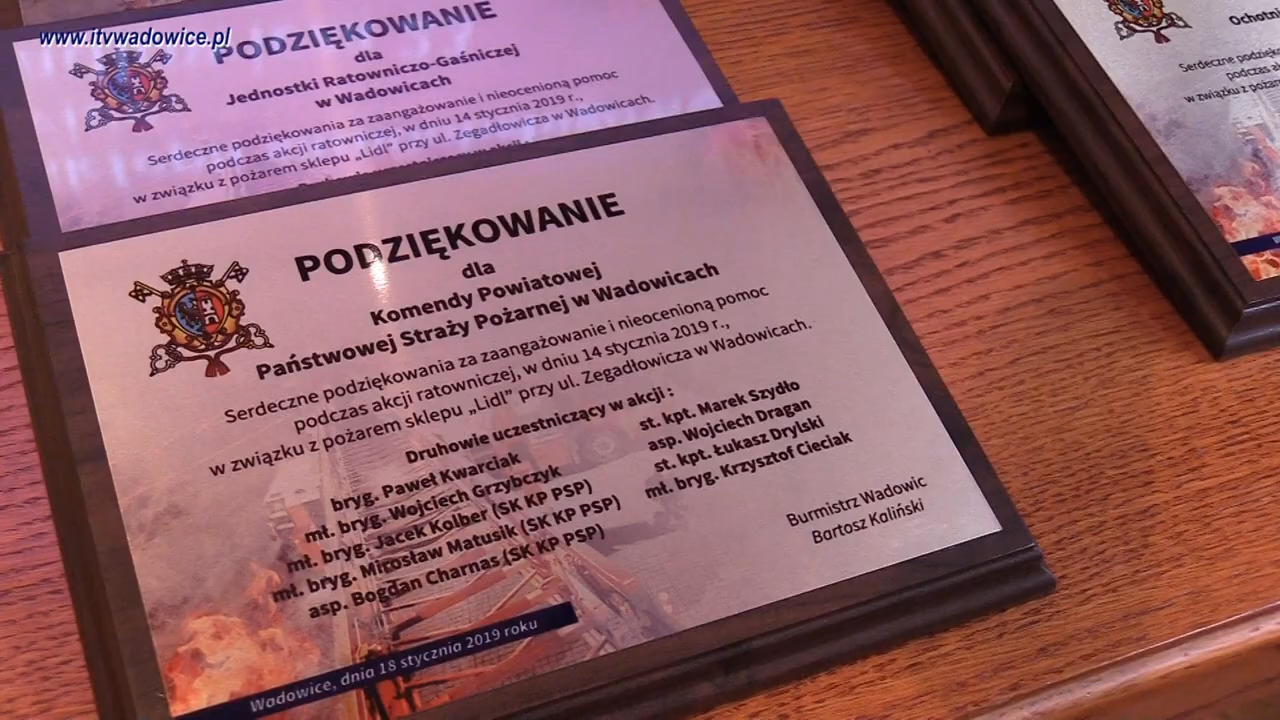 www.itvwadowice.pl
PODZIĘKOWANIE
dla
Jednostki Ratowniczo-Gaśniczej
w Wadowicach
Serdeczne podziękowania za zaangażowanie i nieocenioną pomoc
podczas akcji ratowniczej, w dniu 14 stycznia 2019 r.,
w związku z pożarem sklepu „Lidl” przy ul. Zegadłowicza w Wadowicach.
PODZIĘKOWANIE
dla
Komendy Powiatowej
Państwowej Straży Pożarnej w Wadowicach
Serdeczne podziękowania za zaangażowanie i nieocenioną pomoc
podczas akcji ratowniczej, w dniu 14 stycznia 2019 r.,
w związku z pożarem sklepu „Lidl” przy ul. Zegadłowicza w Wadowicach.
Druhowie uczestniczący w akcji :
bryg. Paweł Kwarciak
mł. bryg. Wojciech Grzybczyk
mł. bryg. Jacek Kolber (SK KP PSP)
mł. bryg. Mirosław Matusik (SK KP PSP)
asp. Bogdan Charnas (SK KP PSP)
st. kpt. Marek Szydło
asp. Wojciech Dragan
st. kpt. Łukasz Drylski
mł. bryg. Krzysztof Cieciak
Burmistrz Wadowic
Bartosz Kaliński
Wadowice, dnia 18 stycznia 2019 roku
Serdeczne
podczas
w związku z